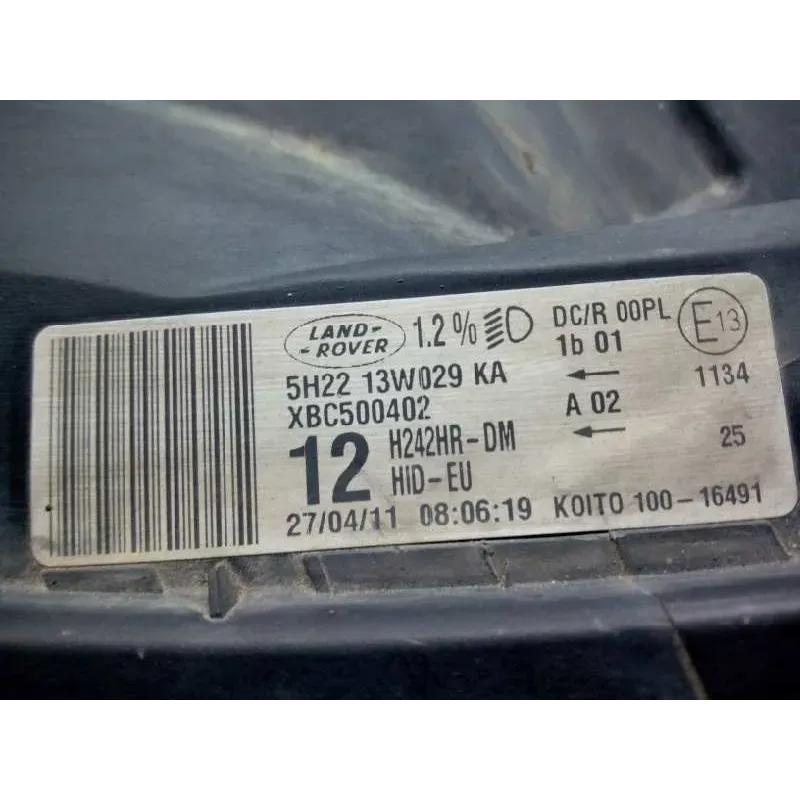 LAND-
-ROVER
1.2% DC/R 00PL E13
1b 01
5H22 13W029 KA ← 1134
XBC500402 A 02
12 H242HR-DM ← 25
HID-EU
27/04/11 08:06:19 KOITO 100-16491